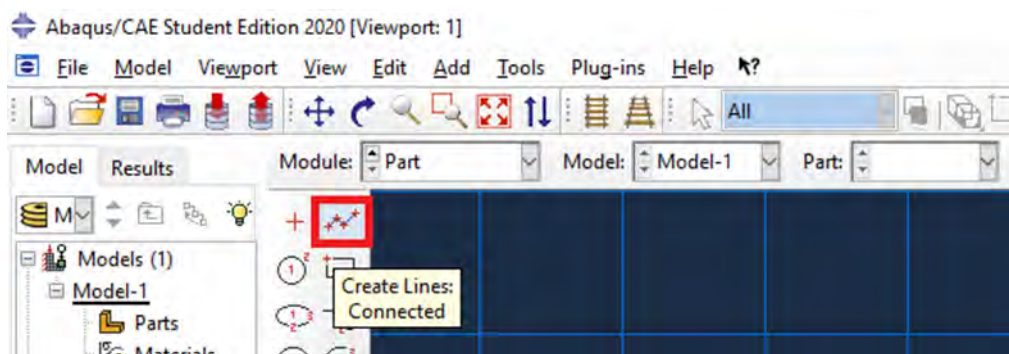 Abaqus/CAE Student Edition 2020 [Viewport: 1]
File Model Viewport View Edit Add Tools Plug-ins Help ?
All
Model Results Module: Part Model: Model-1 Part:
M
Models (1)
Model-1
Parts
Materials
Create Lines:
Connected